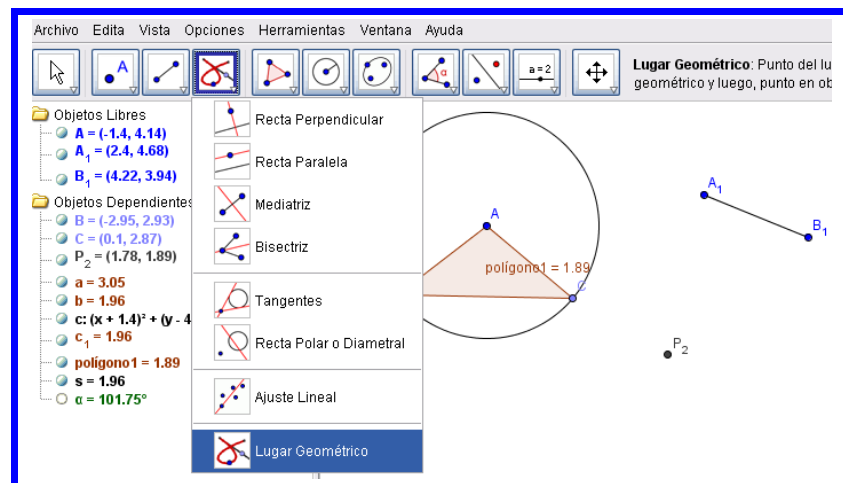 Archivo Edita Vista Opciones Herramientas Ventana Ayuda
A
α
a=2
Lugar Geométrico: Punto del lu
geométrico y luego, punto en ob
Objetos Libres
A = (-1.4, 4.14)
A1 = (2.4, 4.68)
B1 = (4.22, 3.94)
Objetos Dependientes
B = (-2.95, 2.93)
C = (0.1, 2.87)
P2 = (1.78, 1.89)
a = 3.05
b = 1.96
c: (x + 1.4)² + (y - 4
c1 = 1.96
polígono1 = 1.89
s = 1.96
α = 101.75°
Recta Perpendicular
Recta Paralela
Mediatriz
Bisectriz
Tangentes
Recta Polar o Diametral
Ajuste Lineal
Lugar Geométrico
A
polígono1 = 1.89
C
A1
B1
P2